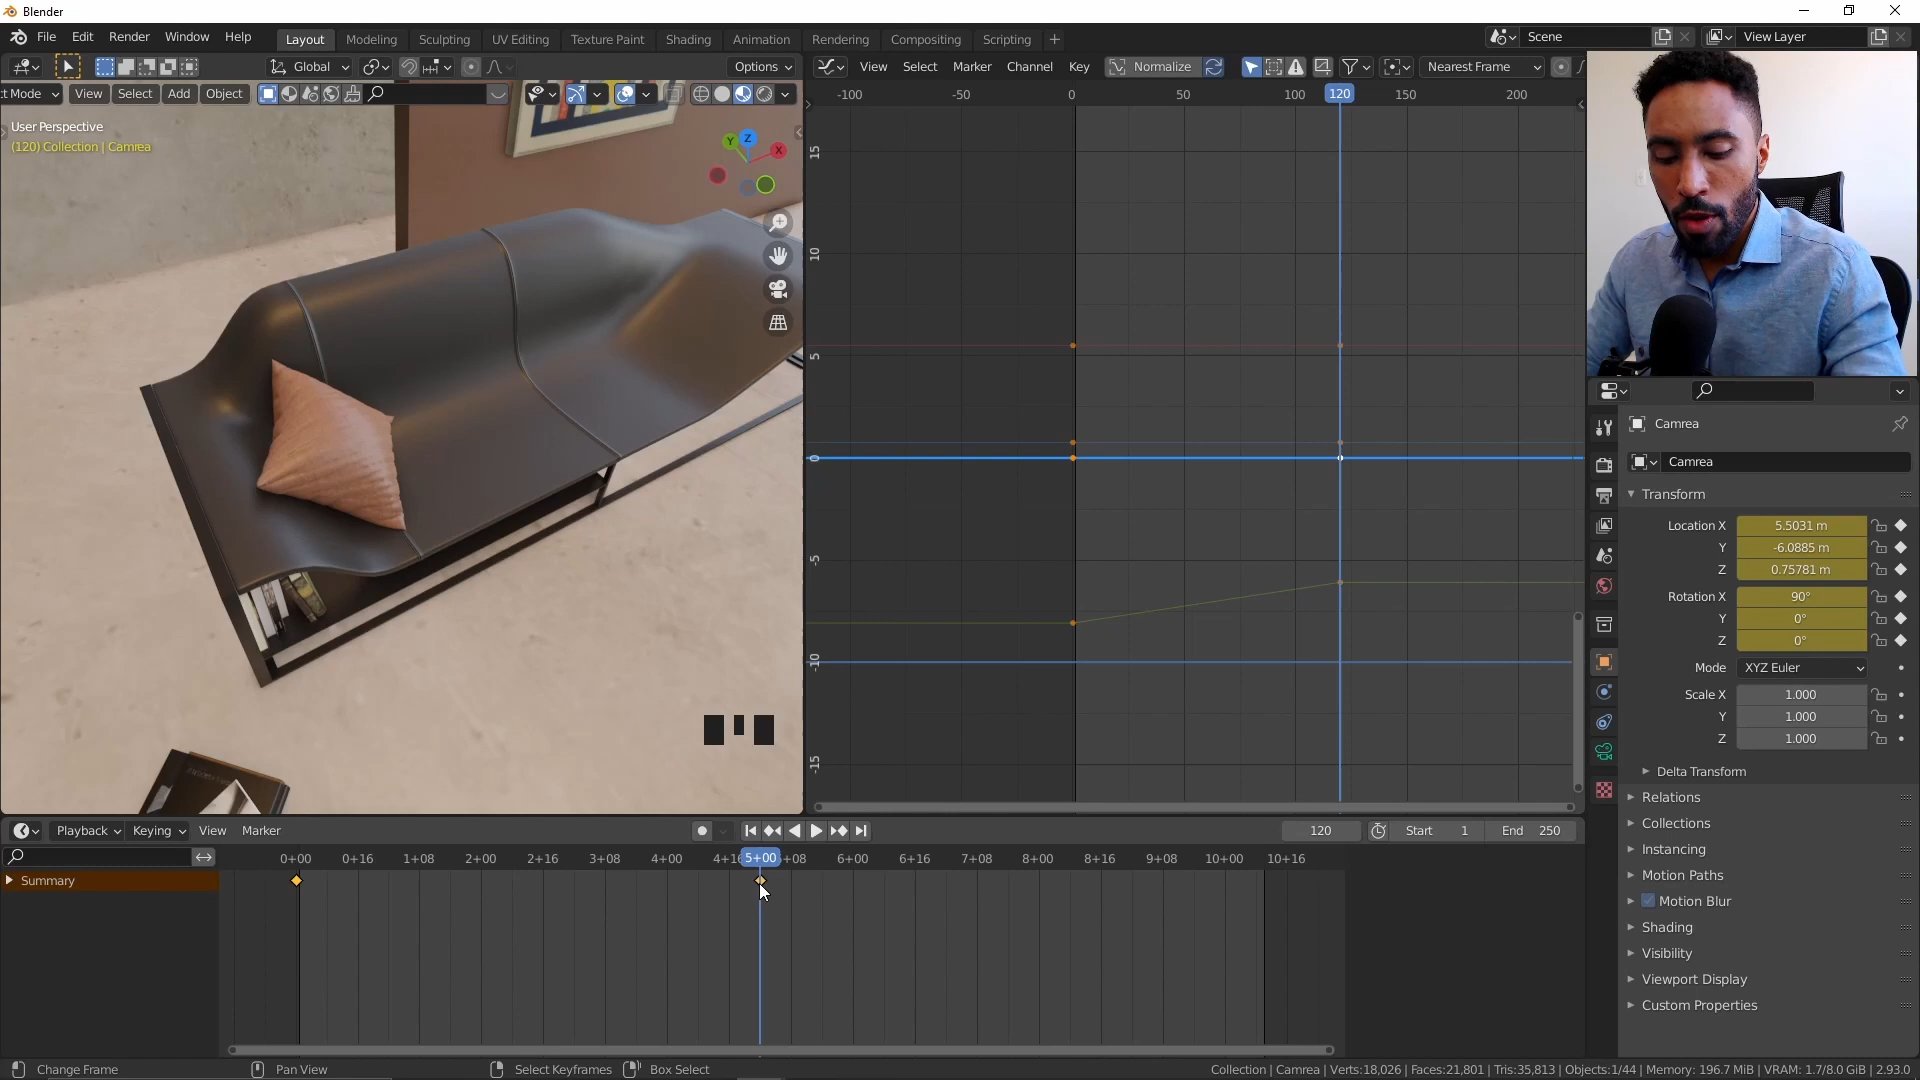 Blender
File Edit Render Window Help Layout Modeling Sculpting UV Editing Texture Paint Shading Animation Rendering Compositing Scripting + Scene View Layer
Global Options View Select Marker Channel Key Normalize Nearest Frame
t Mode View Select Add Object
-100 -50 0 50 100 120 150 200
User Perspective
(120) Collection | Camrea
Y Z X
15
10
5
0
-5
-10
-15
Camrea
Camrea
Transform
Location X 5.5031 m
Y -6.0885 m
Z 0.75781 m
Rotation X 90°
Y 0°
Z 0°
Mode XYZ Euler
Scale X 1.000
Y 1.000
Z 1.000
Delta Transform
Relations
Collections
Instancing
Motion Paths
Motion Blur
Shading
Visibility
Viewport Display
Custom Properties
Playback Keying View Marker 120 Start 1 End 250
0+00 0+16 1+08 2+00 2+16 3+08 4+00 4+16 5+00 +08 6+00 6+16 7+08 8+00 8+16 9+08 10+00 10+16
Summary
Change Frame Pan View Select Keyframes Box Select Collection | Camrea | Verts:18,026 | Faces:21,801 | Tris:35,813 | Objects:1/44 | Memory: 196.7 MiB | VRAM: 1.7/8.0 GiB | 2.93.0